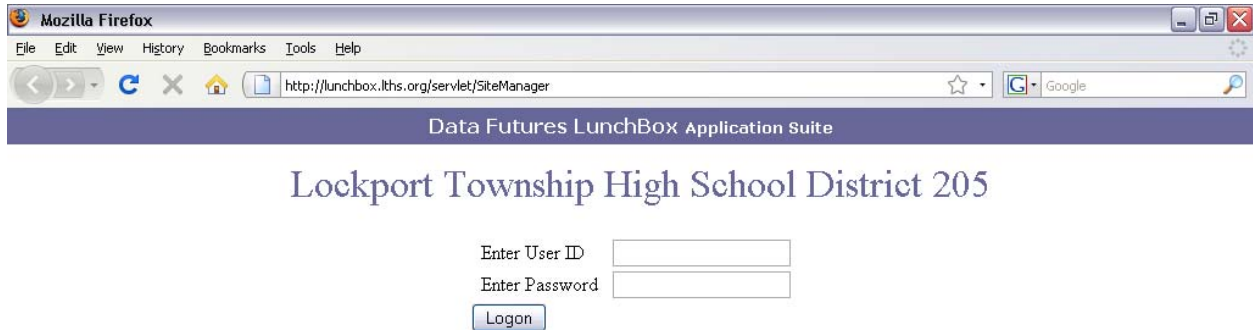 Mozilla Firefox
File Edit View History Bookmarks Tools Help
http://lunchbox.lths.org/servlet/SiteManager
G Google
Data Futures LunchBox Application Suite
Lockport Township High School District 205
Enter User ID
Enter Password
Logon